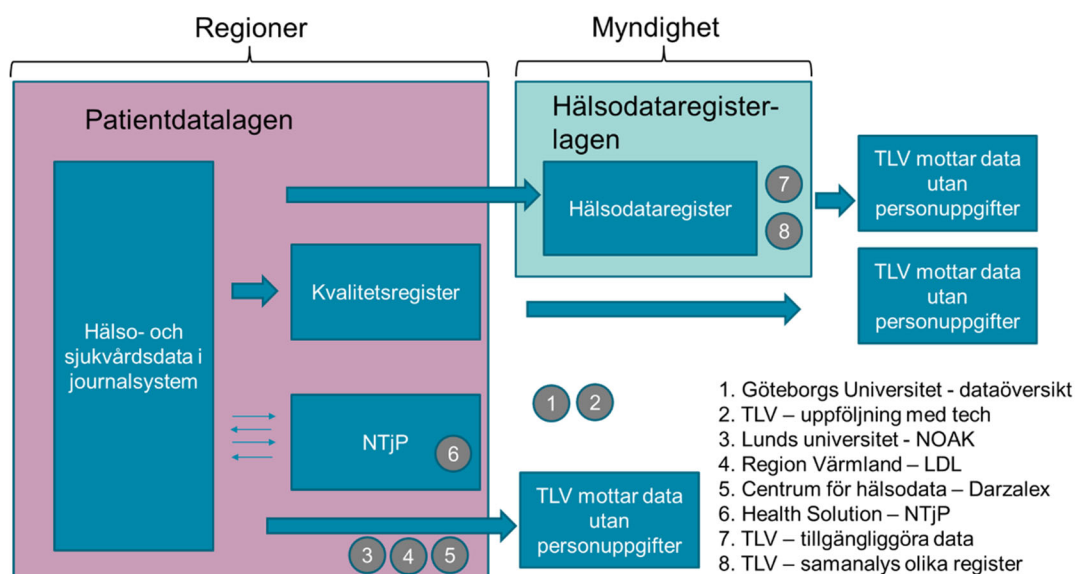 Regioner
Myndighet
Patientdatalagen
Hälsodataregister-
lagen
Hälso- och
sjukvårdsdata i
journalsystem
Kvalitetsregister
NTjP
6
Hälsodataregister
7
8
TLV mottar data
utan
personuppgifter
TLV mottar data
utan
personuppgifter
1
2
3
4
5
TLV mottar data
utan
personuppgifter
1. Göteborgs Universitet - dataöversikt
2. TLV – uppföljning med tech
3. Lunds universitet - NOAK
4. Region Värmland – LDL
5. Centrum för hälsodata – Darzalex
6. Health Solution – NTjP
7. TLV – tillgängliggöra data
8. TLV – samanalys olika register